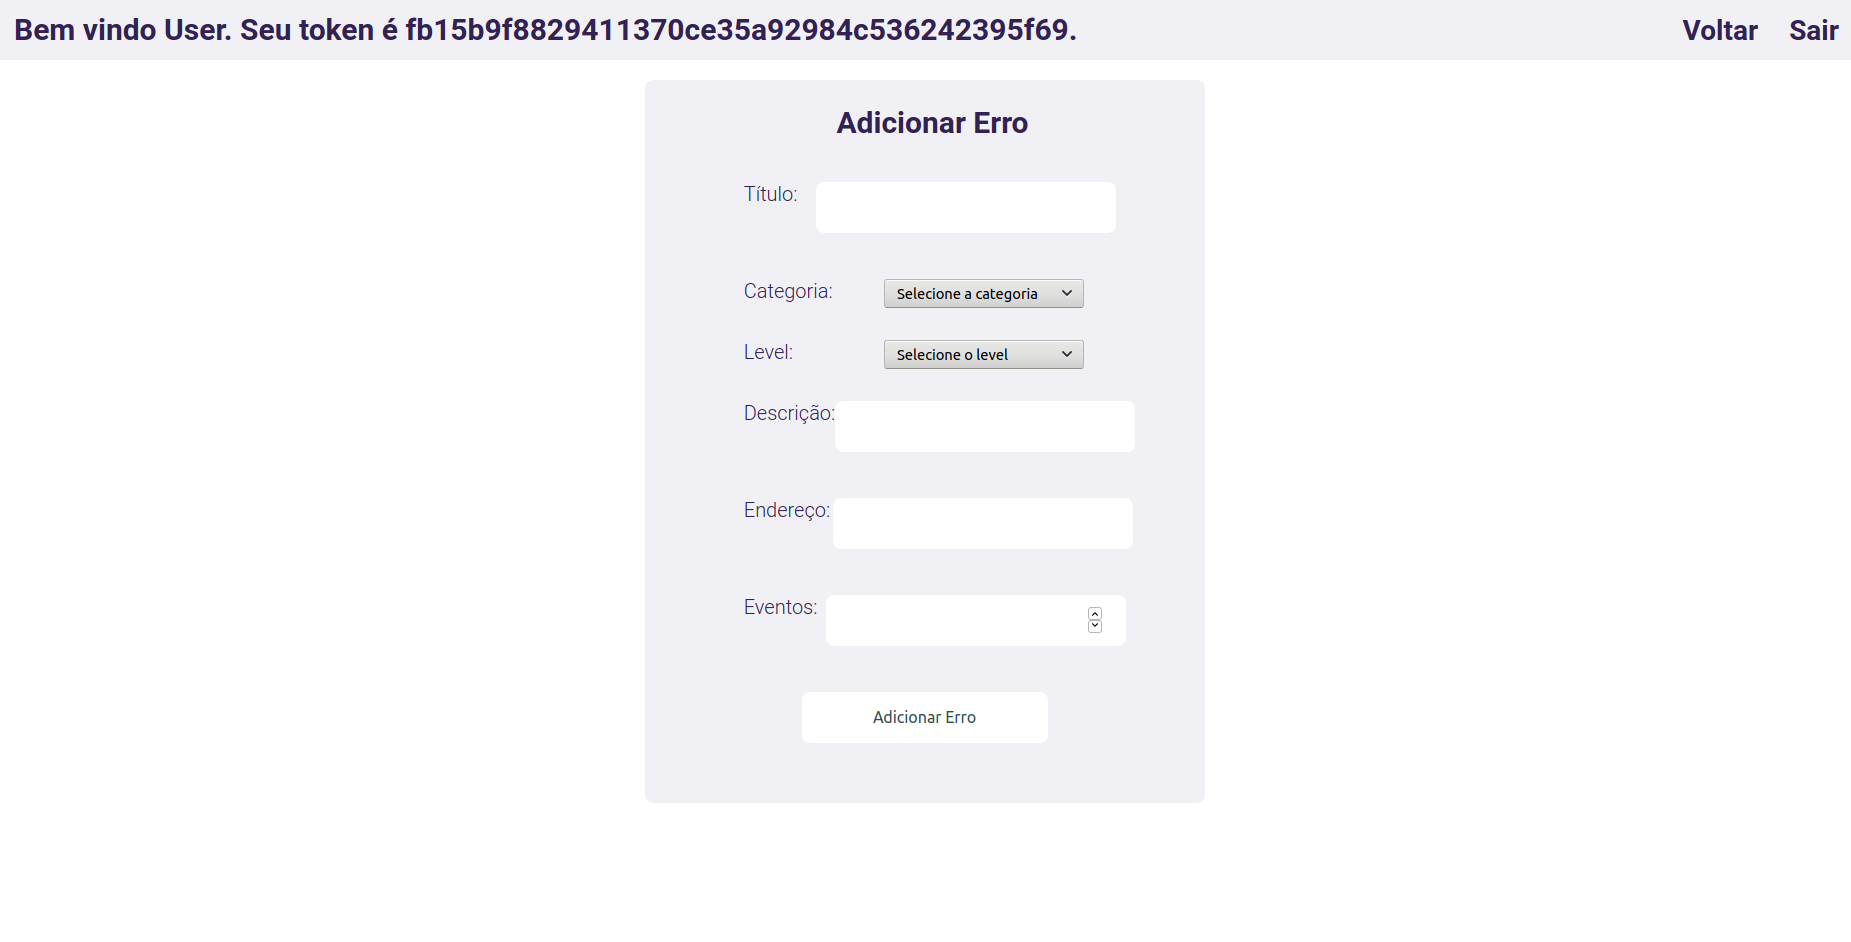 Bem vindo User. Seu token é fb15b9f8829411370ce35a92984c536242395f69.
Voltar Sair
Adicionar Erro
Título:
Categoria: Selecione a categoria
Level: Selecione o level
Descrição:
Endereço:
Eventos:
Adicionar Erro